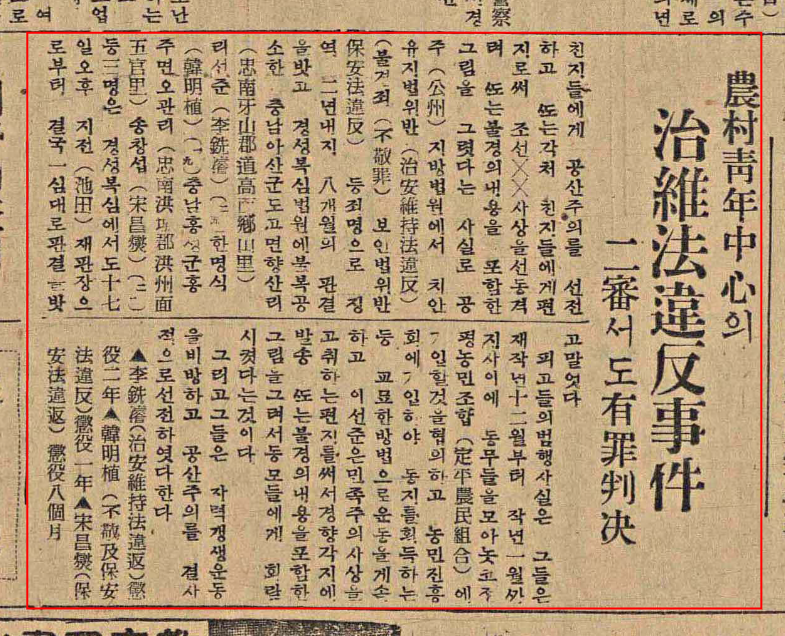 農村靑年中心의
治維法違反事件
二審서도有罪判決
친지들에게 공산주의를 선전
하고 또는각처 친지들에게편
지로써 조선××사상을선동격
며 또는불경의내용을 포함한
그림을 그렷다는 사실로 공
주(公州)지방법원에서 치안
유지법위반(治安維持法違反)
(불경죄(不敬罪) 보안법위반
保安法違反) 등죄명으로 징
역 二년내지 八개월의 판결
을밧고 경성복심법원에불복공
소한 충남아산군도고면향산리
(忠南牙山郡道高面鄕山里)
리선준(李銑濬) 한명식
(韓明植)(一九)충남홍성군홍
주면오관리(忠南洪城郡洪州面
五官里)송창섭(宋昌燮)(二二)
등三명은 경성복심에서도十七
일오후 지전(池田)재판장으
로부터 결국一심대로판결을밧
고말엇다
피고들의범행사실은 그들은
재작년十二월부터 작년一월까
지사이에 동무들을모아놋코
평농민조합(定平農民組合)에
가입할것을협의하고 농민진흥
회에가입하야 동지를획득하는
등 교묘한방법으로운동을계속
하고 이선준은민족주의사상을
고취하는편지를써서경향각지에
발송 또는불경의내용을포함한
그림을그려서동모들에게 회람
시켯다는것이다
그리고그들은 자력갱생운동
을비방하고 공산주의를 결사
적으로선전하엿다한다
▲李銑濬(治安維持法違返)懲
役二年▲韓明植(不敬及保安
法違返)懲役一年▲宋昌燮(保
安法違返)懲役八個月